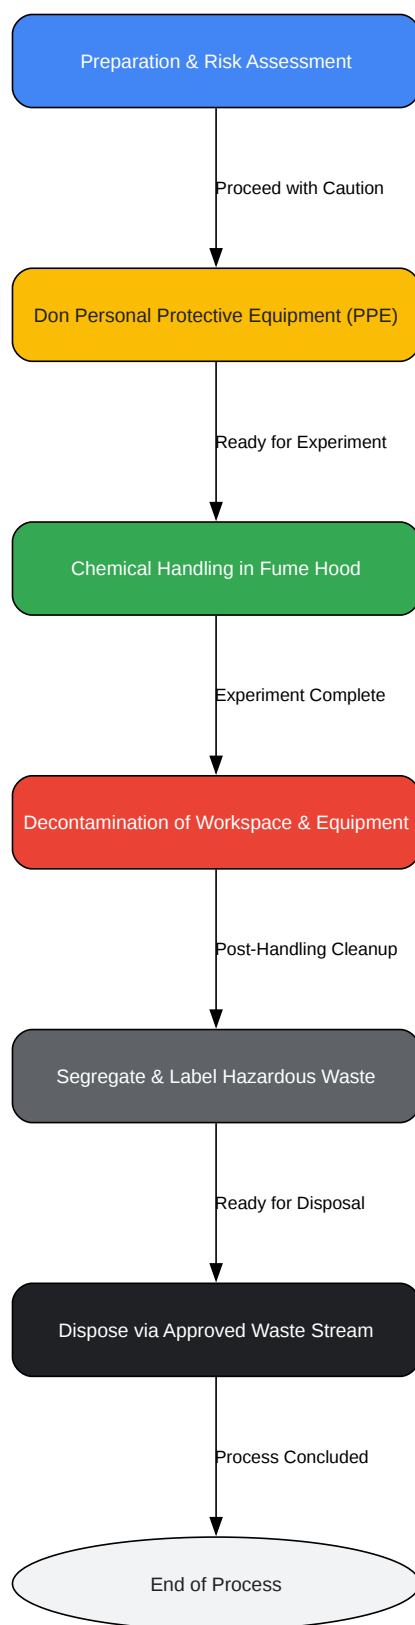 Preparation & Risk Assessment
Proceed with Caution
Don Personal Protective Equipment (PPE)
Ready for Experiment
Chemical Handling in Fume Hood
Experiment Complete
Decontamination of Workspace & Equipment
Post-Handling Cleanup
Segregate & Label Hazardous Waste
Ready for Disposal
Dispose via Approved Waste Stream
Process Concluded
End of Process